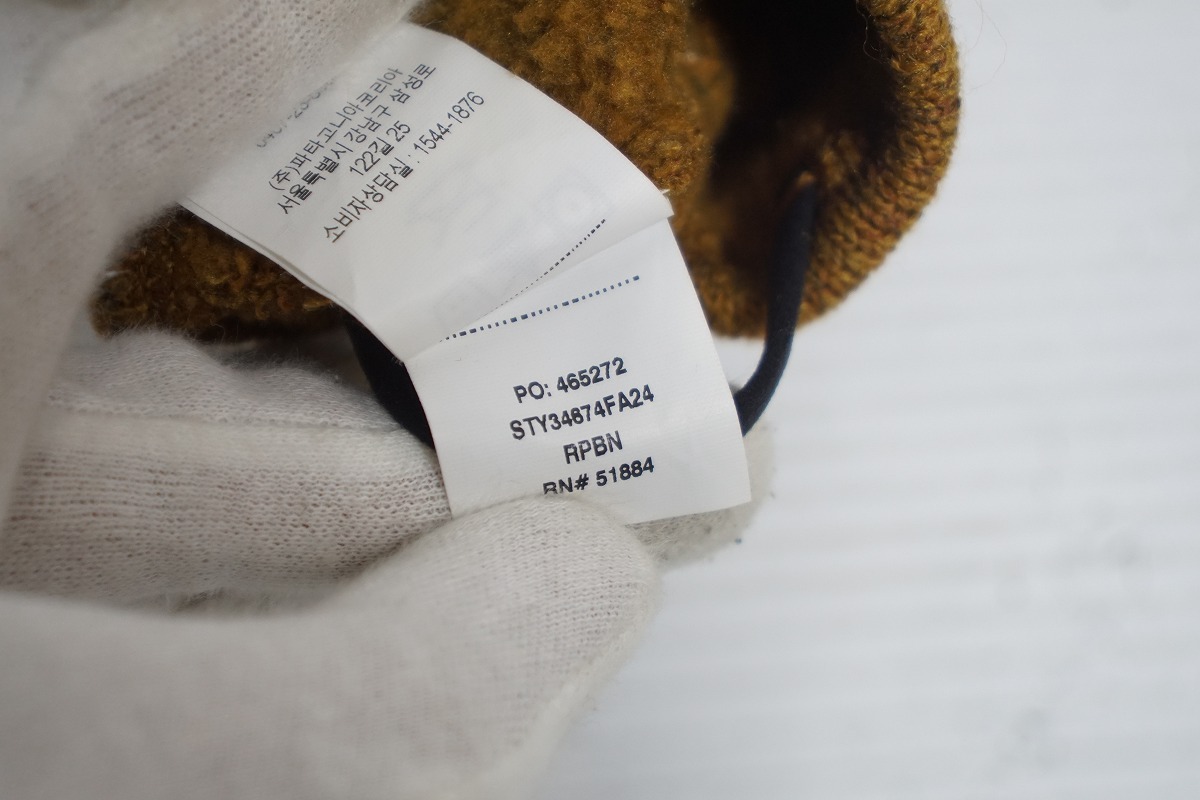 (주)파타고니아코리아
서울특별시 강남구 삼성로
122길 25
소비자상담실 : 1544-1876
PO: 465272
STY34674FA24
RPBN
RN# 51884